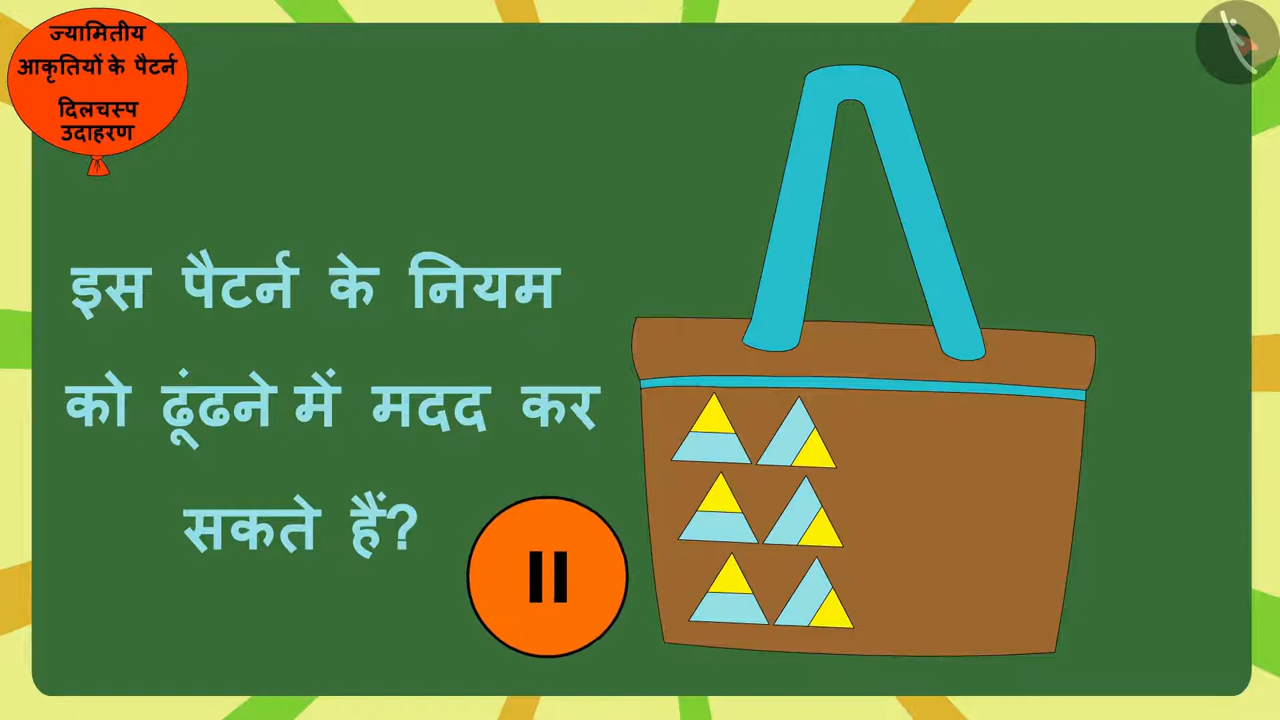 ज्यामितीय
आकृतियों के पैटर्न
दिलचस्प
उदाहरण
इस पैटर्न के नियम
को ढूंढने में मदद कर
सकते हैं?